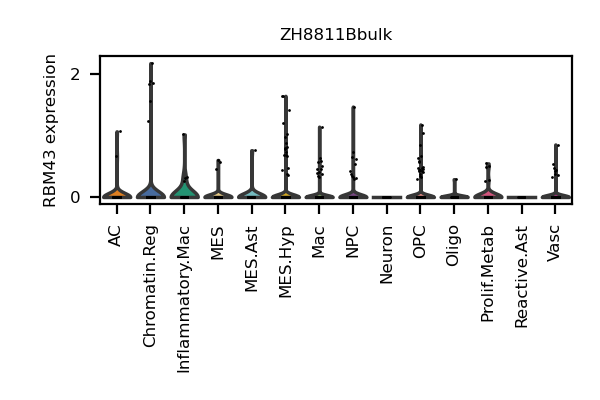 ZH8811Bbulk
RBM43 expression
2
0
AC
Chromatin.Reg
Inflammatory.Mac
MES
MES.Ast
MES.Hyp
Mac
NPC
Neuron
OPC
Oligo
Prolif.Metab
Reactive.Ast
Vasc